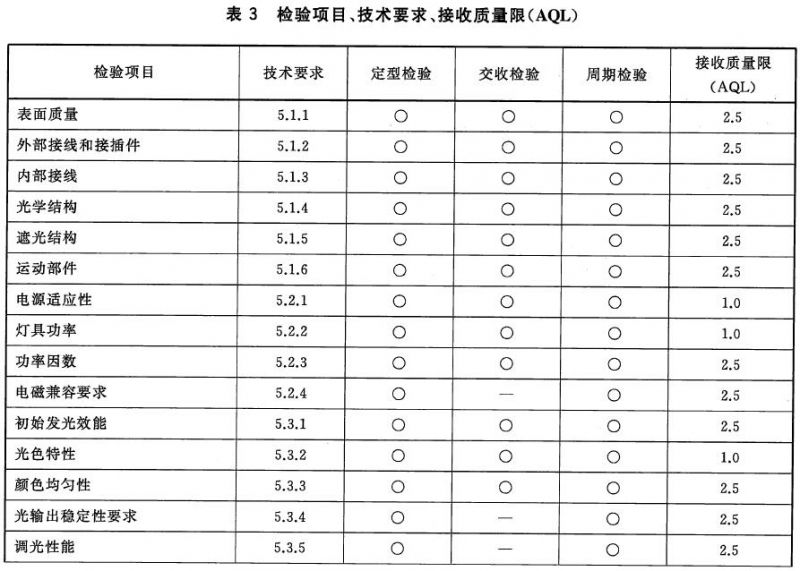 表 3 检验项目、技术要求、接收质量限(AQL)
检验项目 技术要求 定型检验 交收检验 周期检验 接收质量限(AQL)
表面质量 5.1.1 ○ ○ ○ 2.5
外部接线和接插件 5.1.2 ○ ○ ○ 2.5
内部接线 5.1.3 ○ ○ ○ 2.5
光学结构 5.1.4 ○ ○ ○ 2.5
遮光结构 5.1.5 ○ ○ ○ 2.5
运动部件 5.1.6 ○ ○ ○ 2.5
电源适应性 5.2.1 ○ ○ ○ 1.0
灯具功率 5.2.2 ○ ○ ○ 1.0
功率因数 5.2.3 ○ ○ ○ 2.5
电磁兼容要求 5.2.4 ○ — ○ 2.5
初始发光效能 5.3.1 ○ ○ ○ 2.5
光色特性 5.3.2 ○ ○ ○ 1.0
颜色均匀性 5.3.3 ○ ○ ○ 2.5
光输出稳定性要求 5.3.4 ○ — ○ 2.5
调光性能 5.3.5 ○ — ○ 2.5